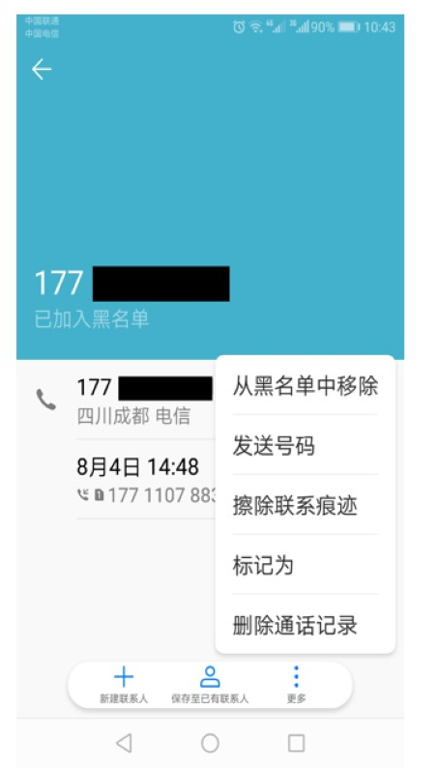 中国联通
中国电信
90% 10:43
177
已加入黑名单
177
四川成都 电信
8月4日 14:48
177 1107 883
从黑名单中移除
发送号码
擦除联系痕迹
标记为
删除通话记录
新建联系人
保存至已有联系人
更多